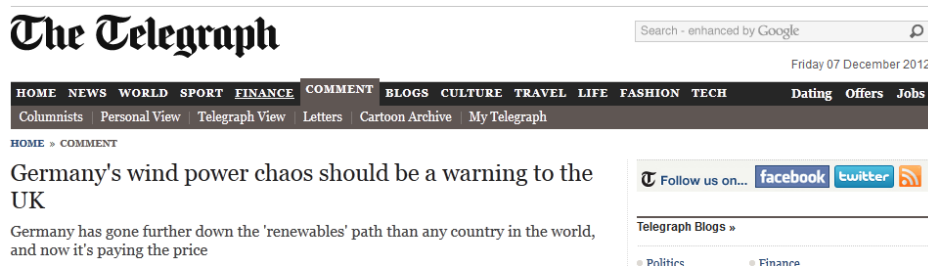 The Telegraph
Search - enhanced by Google
Friday 07 December 2012
HOME NEWS WORLD SPORT FINANCE COMMENT BLOGS CULTURE TRAVEL LIFE FASHION TECH Dating Offers Jobs
Columnists | Personal View | Telegraph View | Letters | Cartoon Archive | My Telegraph
HOME » COMMENT
Germany's wind power chaos should be a warning to the
UK
Germany has gone further down the 'renewables' path than any country in the world,
and now it's paying the price
T Follow us on... facebook twitter
Telegraph Blogs »
Politics Finance